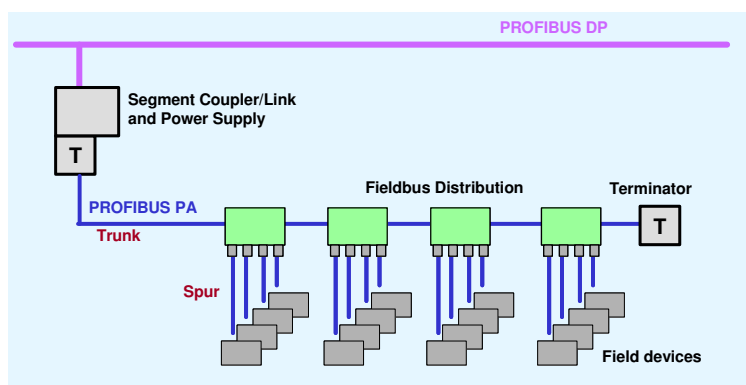 PROFIBUS DP
Segment Coupler/Link
and Power Supply
T
Fieldbus Distribution
Terminator
PROFIBUS PA
T
Trunk
Spur
Field devices